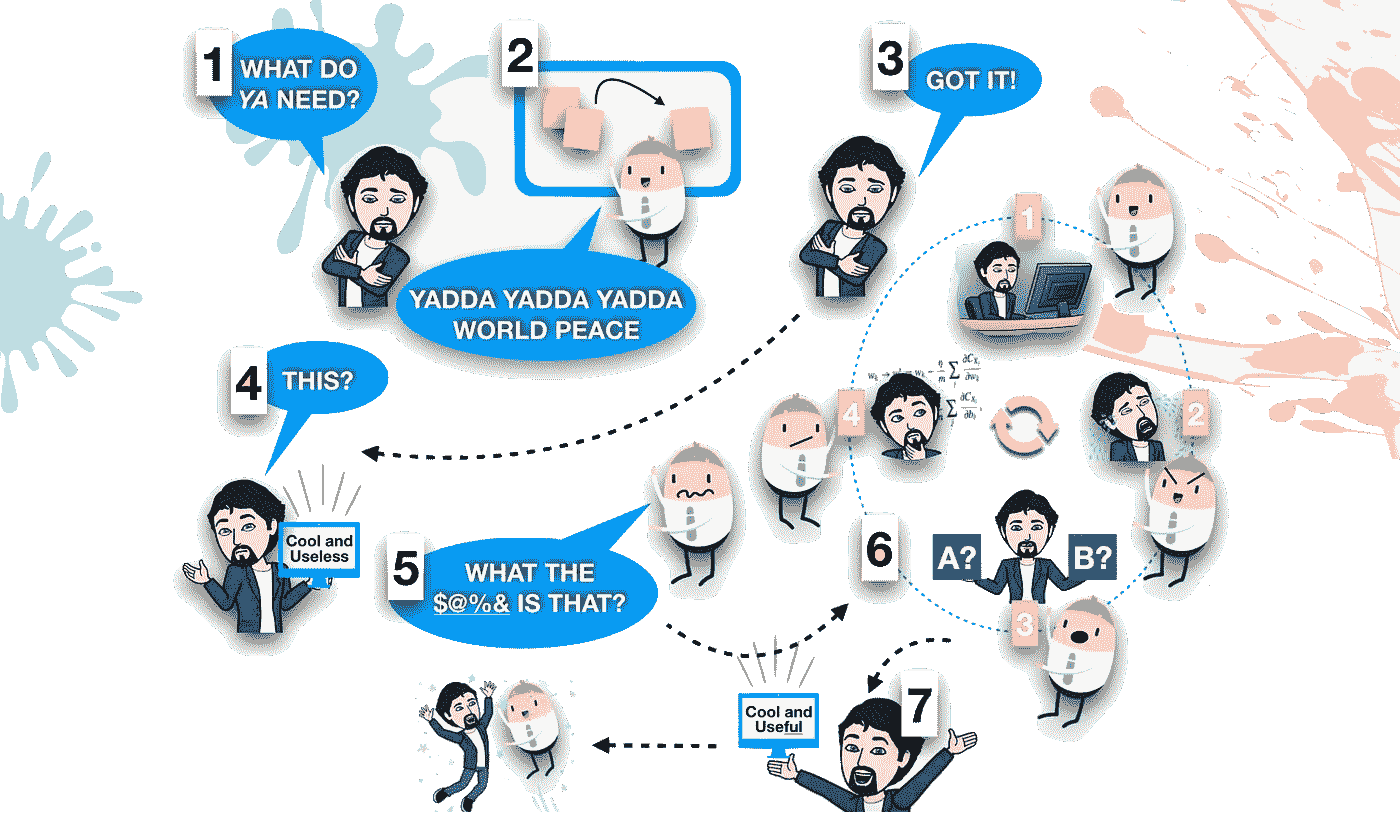 1
WHAT DO
YA NEED?
2
YADDA YADDA YADDA
WORLD PEACE
3
GOT IT!
4
THIS?
Cool and
Useless
5
WHAT THE
$@%& IS THAT?
6
1
2
A?
B?
3
4
7
Cool and
Useful